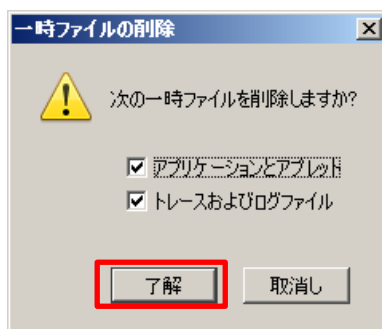 一時ファイルの削除
次の一時ファイルを削除しますか?
アプリケーションとアプレット
トレースおよびログファイル
了解 取消し